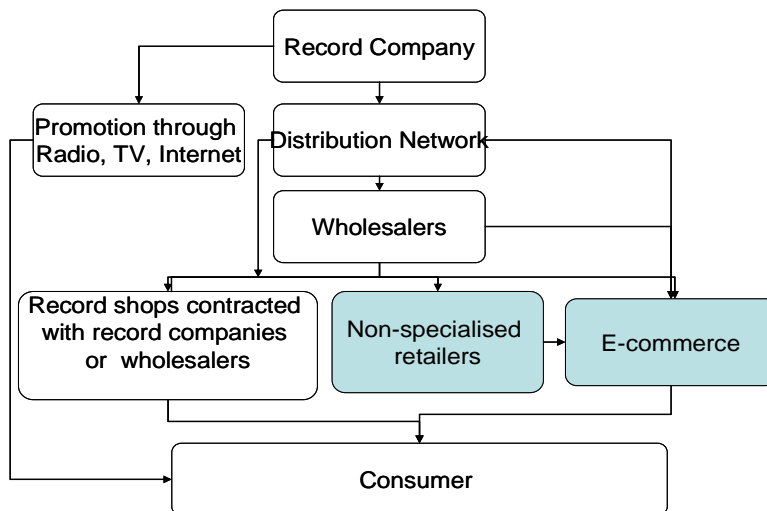 Record Company
Promotion through
Radio, TV, Internet
Distribution Network
Wholesalers
Record shops contracted
with record companies
or wholesalers
Non-specialised
retailers
E-commerce
Consumer